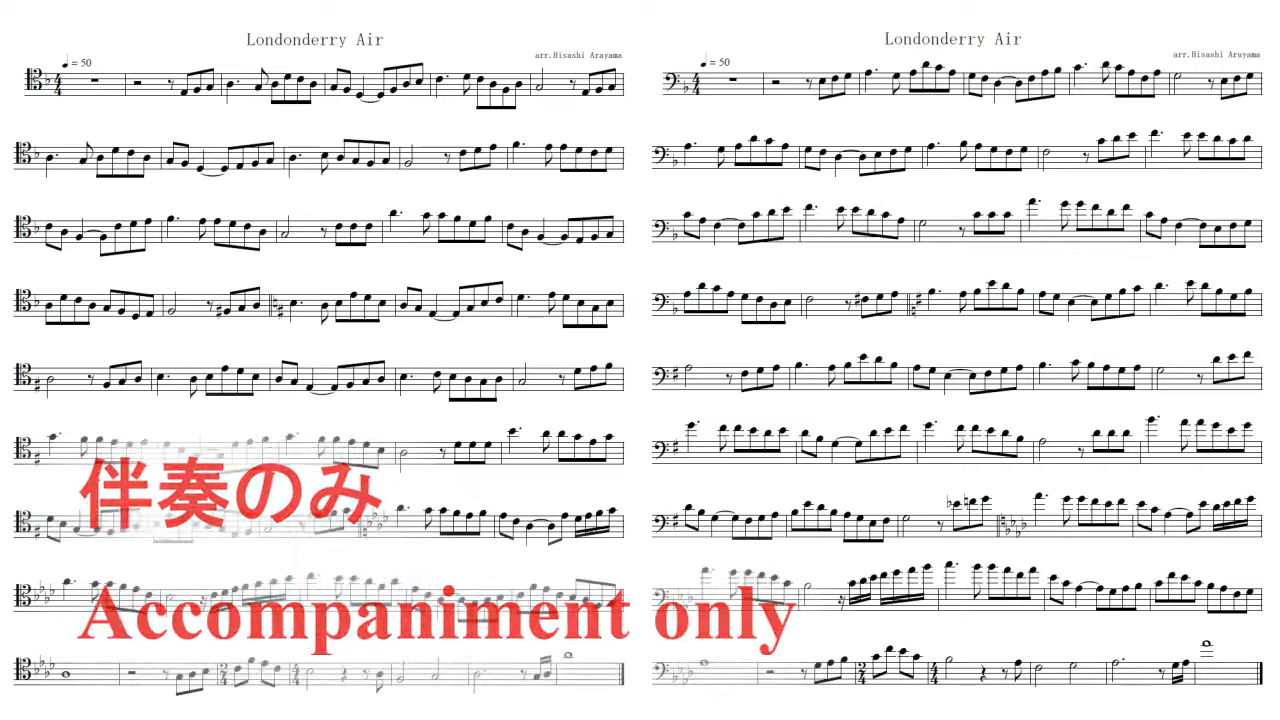 Londonderry Air
arr.Hisashi Arayama
= 50
Londonderry Air
arr.Hisashi Arayama
= 50
伴奏のみ
Accompaniment only